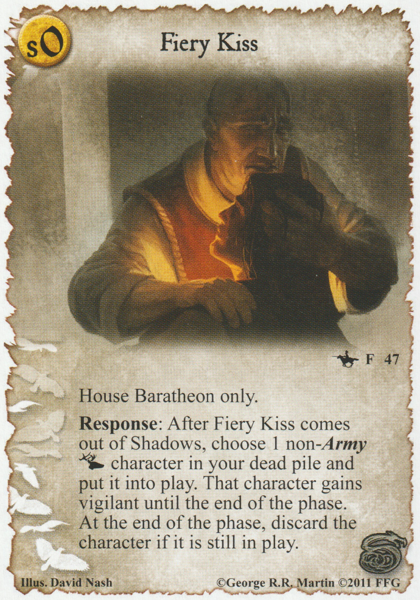 s0
Fiery Kiss
F 47
House Baratheon only.
Response: After Fiery Kiss comes
out of Shadows, choose 1 non-Army
character in your dead pile and
put it into play. That character gains
vigilant until the end of the phase.
At the end of the phase, discard the
character if it is still in play.
Illus. David Nash
©George R.R. Martin ©2011 FFG